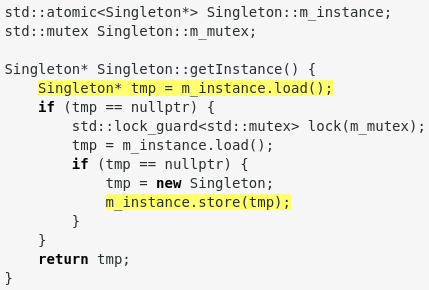 std::atomic<Singleton*> Singleton::m_instance;
std::mutex Singleton::m_mutex;

Singleton* Singleton::getInstance() {
    Singleton* tmp = m_instance.load();
    if (tmp == nullptr) {
        std::lock_guard<std::mutex> lock(m_mutex);
        tmp = m_instance.load();
        if (tmp == nullptr) {
            tmp = new Singleton;
            m_instance.store(tmp);
        }
    }
    return tmp;
}